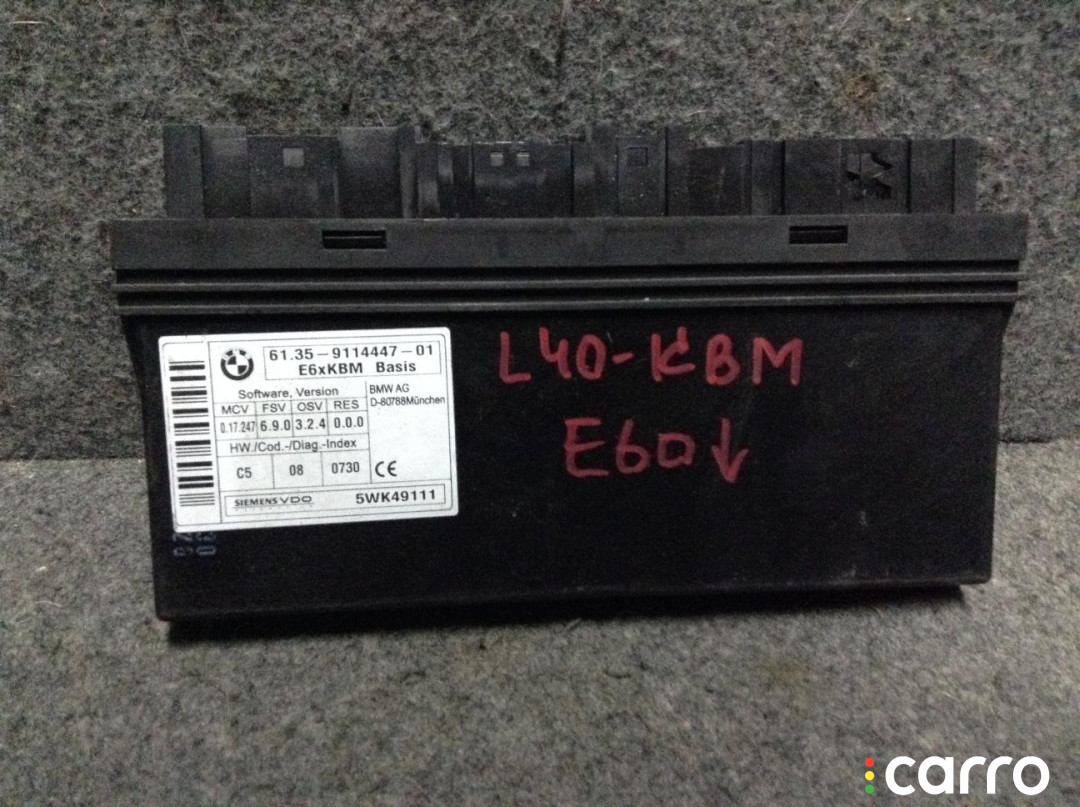 61.35-9114447-01
E6xKBM Basis
Software, Version
MCV FSV OSV RES
0.17.247 6.9.0 3.2.4 0.0.0
BMW AG
D-80788München
HW./Cod.-/Diag.-Index
C5 08 0730 CE
SIEMENS VDO 5WK49111
L40-KBM
E60↓
carro